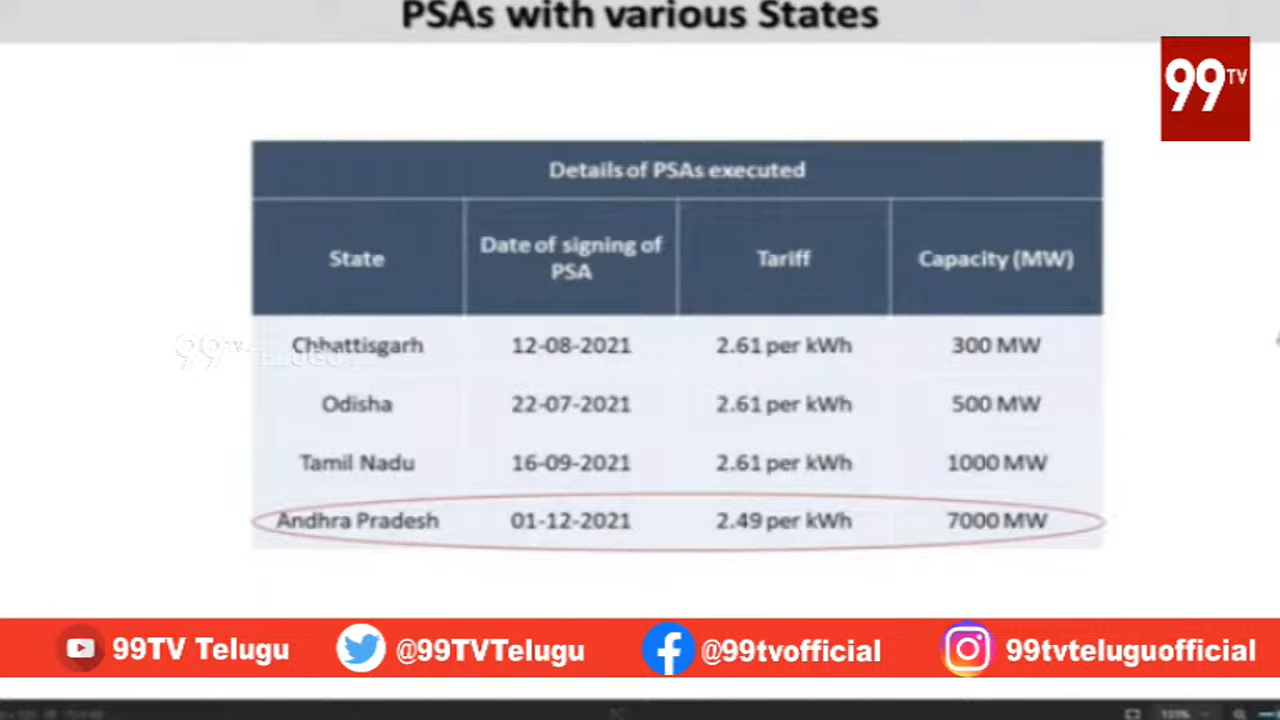 PSAs with various States
99 TV
Details of PSAs executed
State
Date of signing of
PSA
Tariff
Capacity (MW)
Chhattisgarh 12-08-2021 2.61 per kWh 300 MW
Odisha 22-07-2021 2.61 per kWh 500 MW
Tamil Nadu 16-09-2021 2.61 per kWh 1000 MW
Andhra Pradesh 01-12-2021 2.49 per kWh 7000 MW
99TV TELUGU
99TV Telugu @99TVTelugu @99tvofficial 99tvteluguofficial